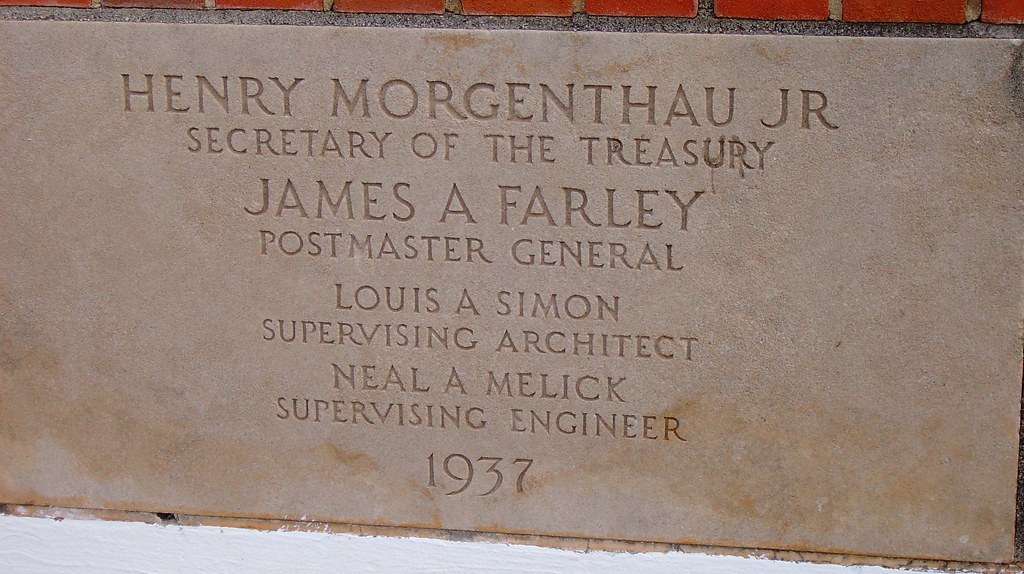 HENRY MORGENTHAU JR
SECRETARY OF THE TREASURY
JAMES A FARLEY
POSTMASTER GENERAL
LOUIS A SIMON
SUPERVISING ARCHITECT
NEAL A MELICK
SUPERVISING ENGINEER
1937